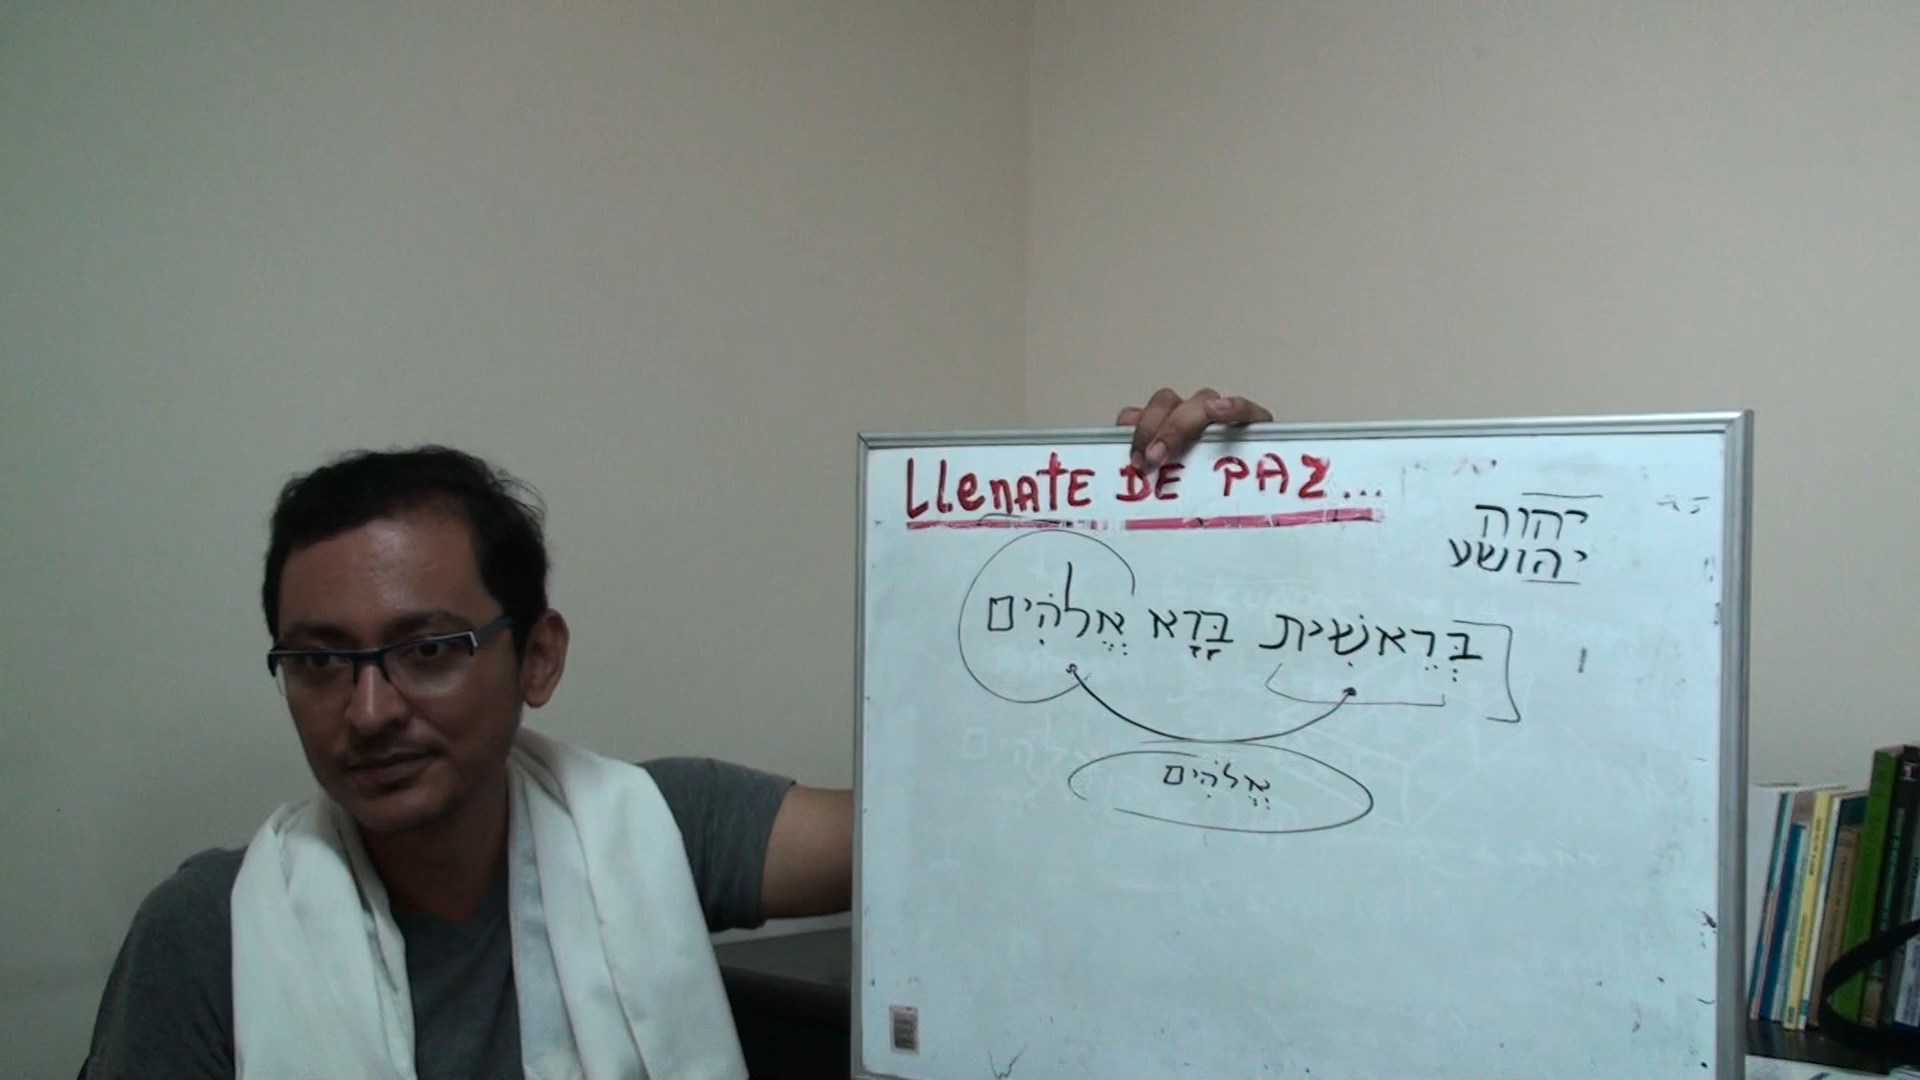 LLenATE DE PAZ...
יהוה
יהושע
בְּרֵאשִׁית בָּרָא אֱלֹהִים
אֱלֹהִים